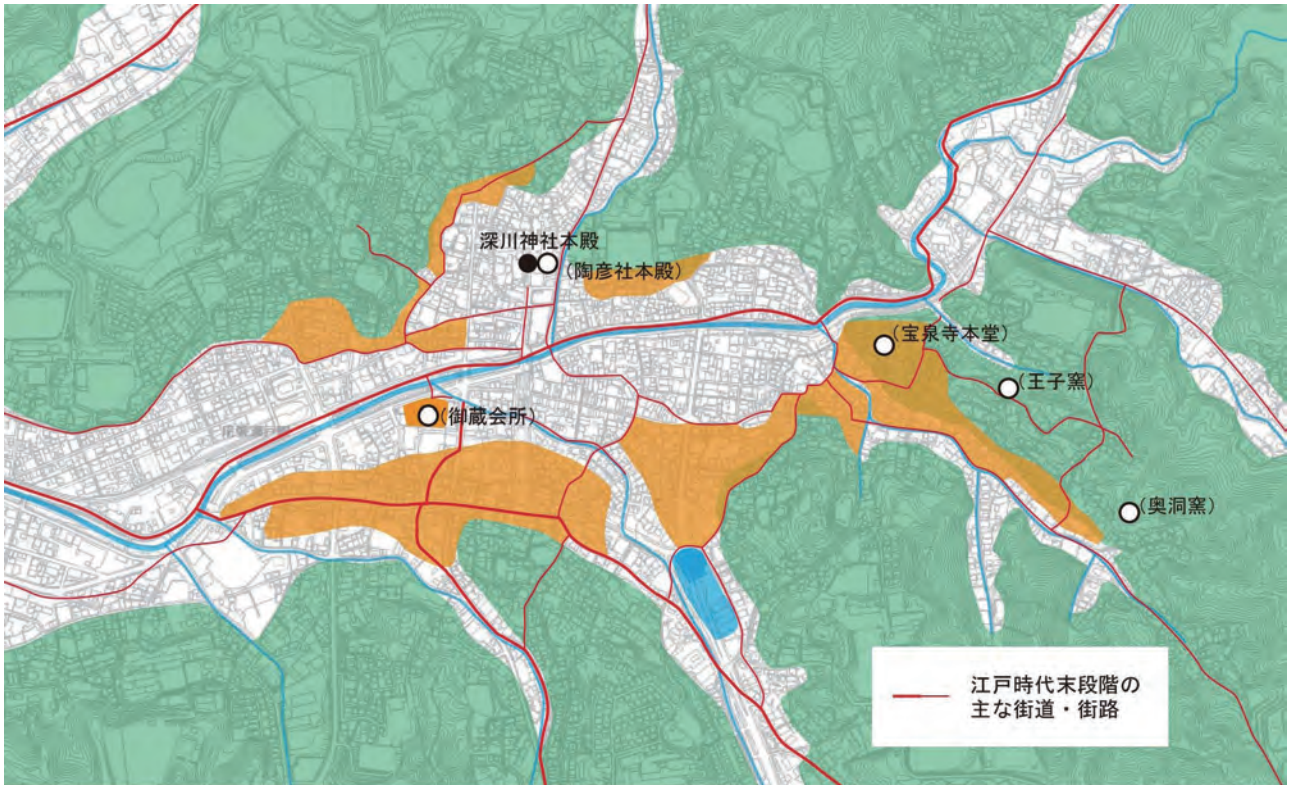 深川神社本殿
(陶彦社本殿)
(宝泉寺本堂)
(王子窯)
(御蔵会所)
(奥洞窯)
江戸時代末段階の
主な街道・街路